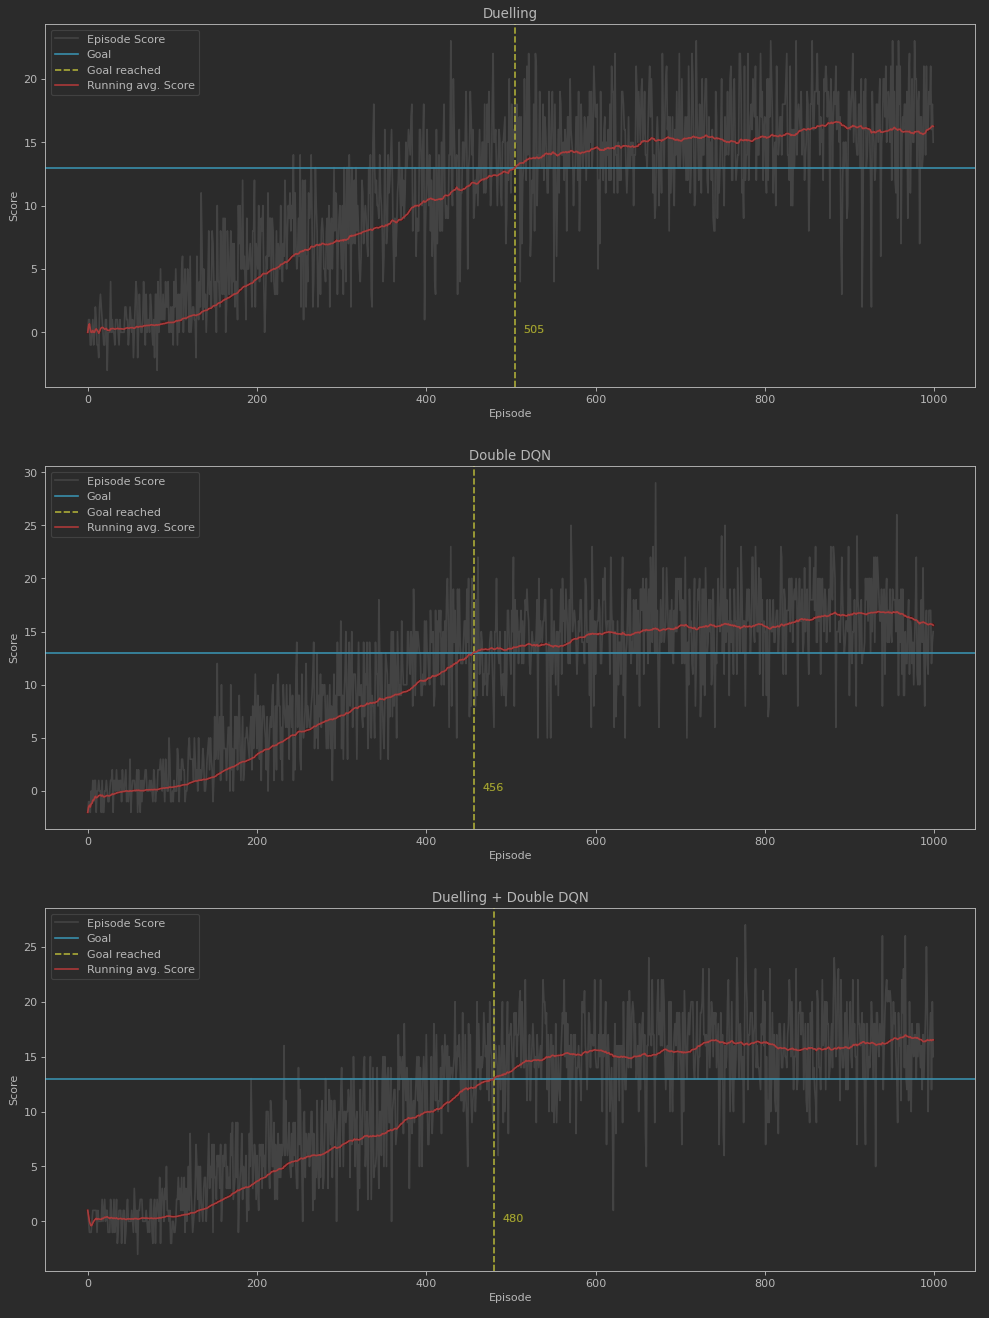 Duelling
Episode Score
Goal
Goal reached
Running avg. Score
20
15
10
5
0
Score
505
0 200 400 600 800 1000
Episode
Double DQN
Episode Score
Goal
Goal reached
Running avg. Score
30
25
20
15
10
5
0
Score
456
0 200 400 600 800 1000
Episode
Duelling + Double DQN
Episode Score
Goal
Goal reached
Running avg. Score
25
20
15
10
5
0
Score
480
0 200 400 600 800 1000
Episode